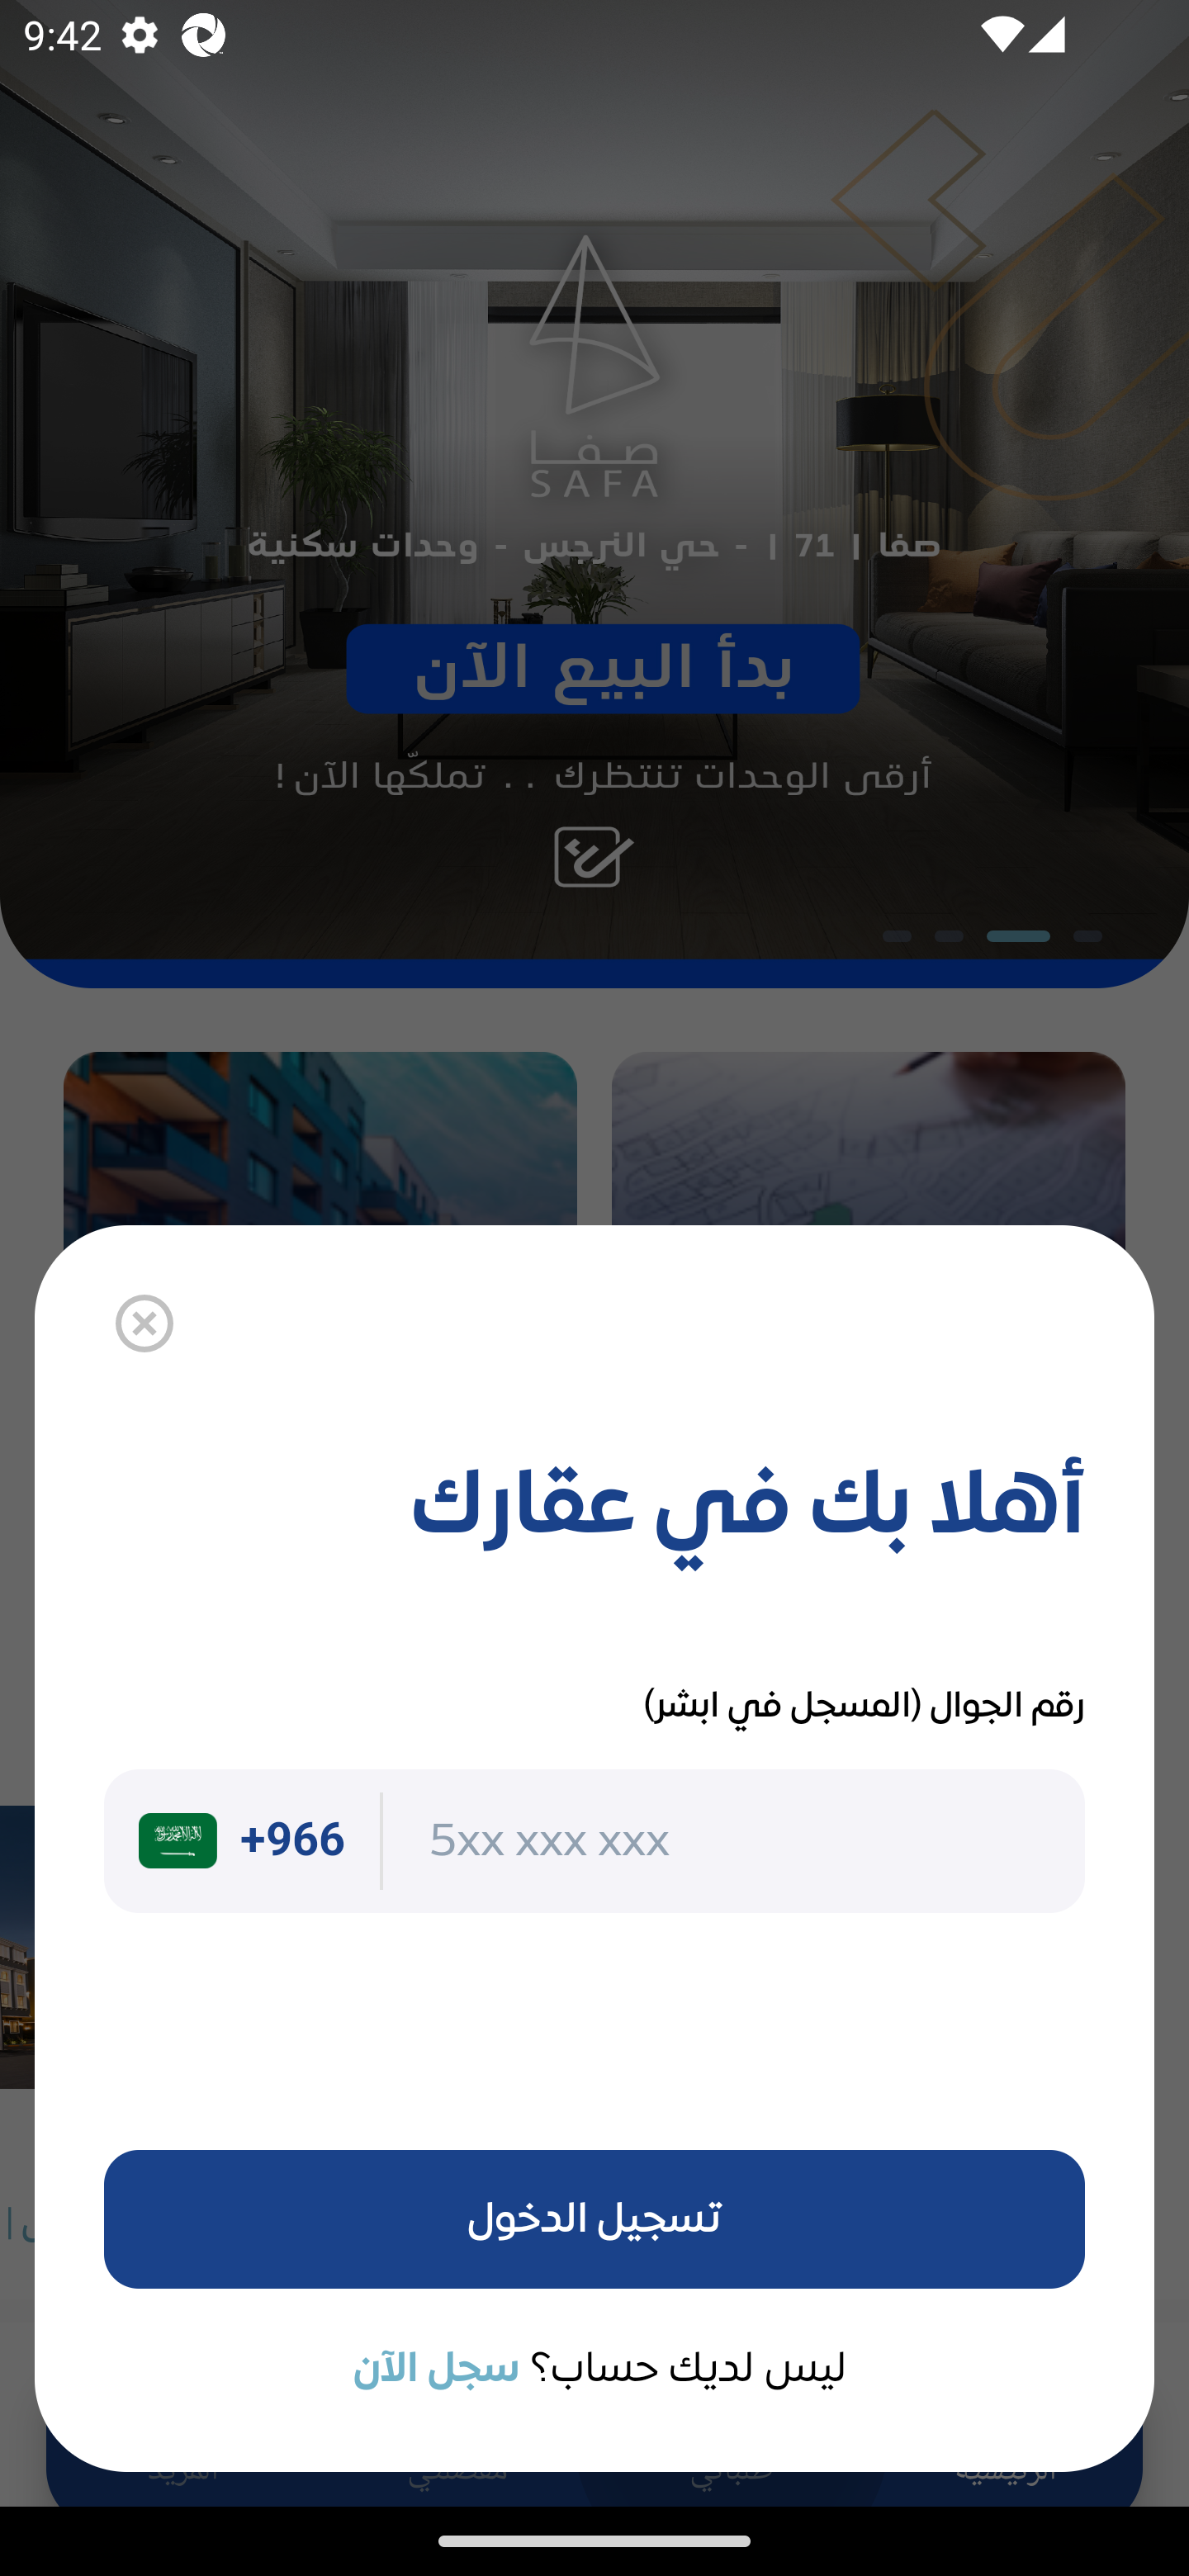 9:42
صفا
SAFA
صفا | 71 | - حي النرجس - وحدات سكنية
بدأ البيع الآن
أرقى الوحدات تنتظرك . . تملكّها الآن !
أهلا بك في عقارك
رقم الجوال (المسجل في ابشر)
+966 5xx xxx xxx
تسجيل الدخول
ليس لديك حساب؟ سجل الآن